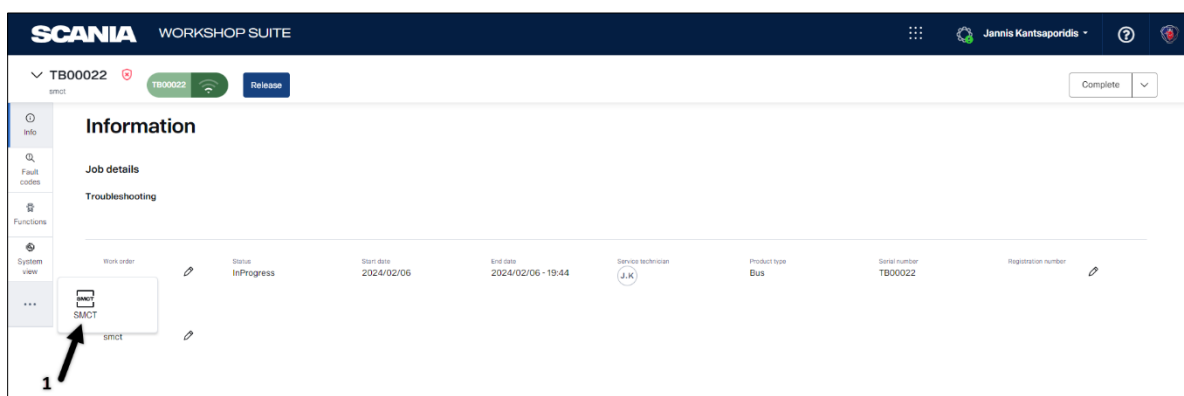 SCANIA WORKSHOP SUITE
Jannis Kantsaporidis
TB00022
smct
TB00022
Release
Complete
Info
Fault
codes
Functions
System
view
Information
Job details
Troubleshooting
Work order
Status
InProgress
Start date
2024/02/06
End date
2024/02/06 - 19:44
Service technician
J.K
Product type
Bus
Serial number
TB00022
Registration number
SMCT
SMCT
smct
1